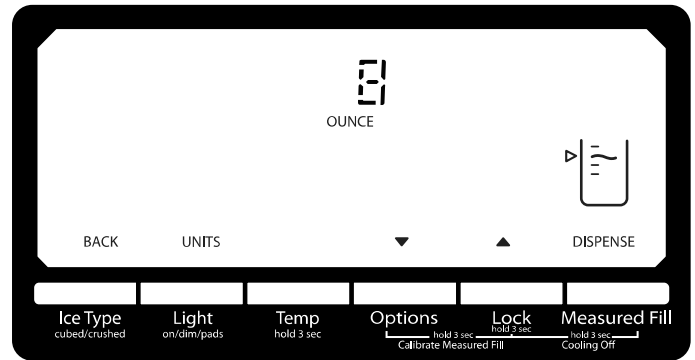 8
OUNCE
BACK UNITS ▼ ▲ DISPENSE
Ice Type Light Temp Options Lock Measured Fill
cubed/crushed on/dim/pads hold 3 sec hold 3 sec
hold 3 sec hold 3 sec
Calibrate Measured Fill Cooling Off